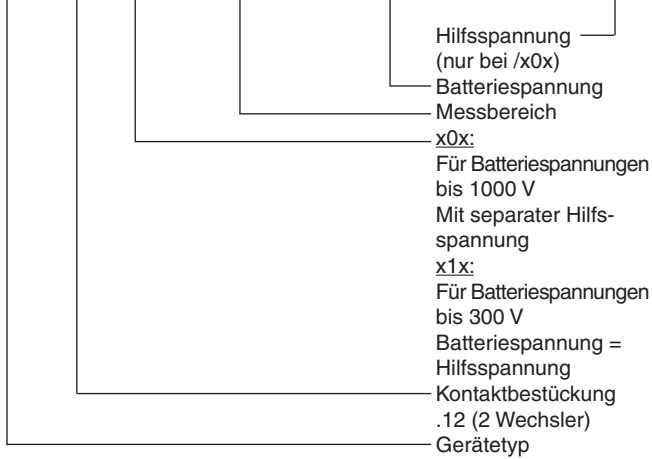 Hilfsspannung
(nur bei /x0x)
Batteriespannung
Messbereich
x0x:
Für Batteriespannungen
bis 1000 V
Mit separater Hilfs-
spannung
x1x:
Für Batteriespannungen
bis 300 V
Batteriespannung =
Hilfsspannung
Kontaktbestückung
.12 (2 Wechsler)
Gerätetyp